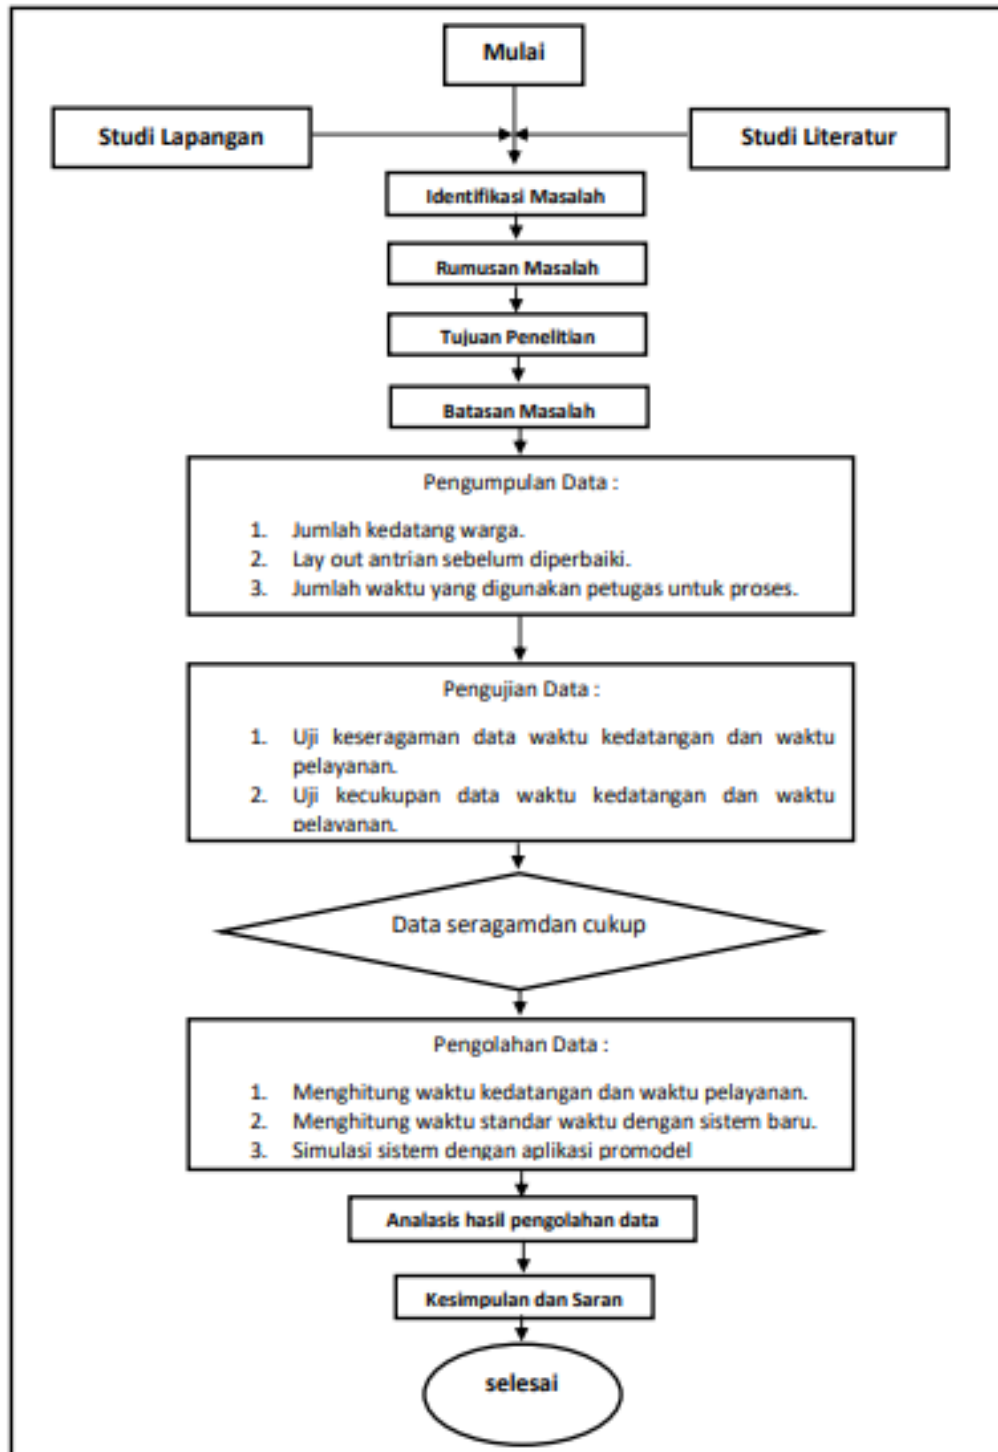 Mulai
Studi Lapangan
Studi Literatur
Identifikasi Masalah
Rumusan Masalah
Tujuan Penelitian
Batasan Masalah
Pengumpulan Data :
1. Jumlah kedatang warga.
2. Lay out antrian sebelum diperbaiki.
3. Jumlah waktu yang digunakan petugas untuk proses.
Pengujian Data :
1. Uji keseragaman data waktu kedatangan dan waktu
pelayanan.
2. Uji kecukupan data waktu kedatangan dan waktu
pelayanan.
Data seragamdan cukup
Pengolahan Data :
1. Menghitung waktu kedatangan dan waktu pelayanan.
2. Menghitung waktu standar waktu dengan sistem baru.
3. Simulasi sistem dengan aplikasi promodel
Analasis hasil pengolahan data
Kesimpulan dan Saran
selesai